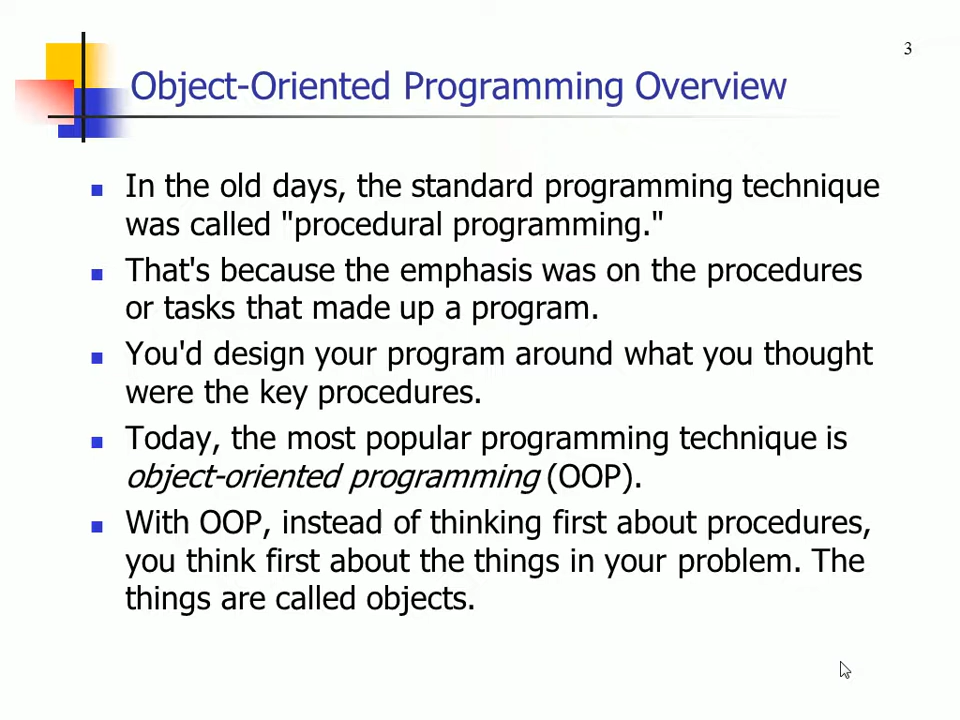 3
Object-Oriented Programming Overview
In the old days, the standard programming technique
was called "procedural programming."
That's because the emphasis was on the procedures
or tasks that made up a program.
You'd design your program around what you thought
were the key procedures.
Today, the most popular programming technique is
object-oriented programming (OOP).
With OOP, instead of thinking first about procedures,
you think first about the things in your problem. The
things are called objects.